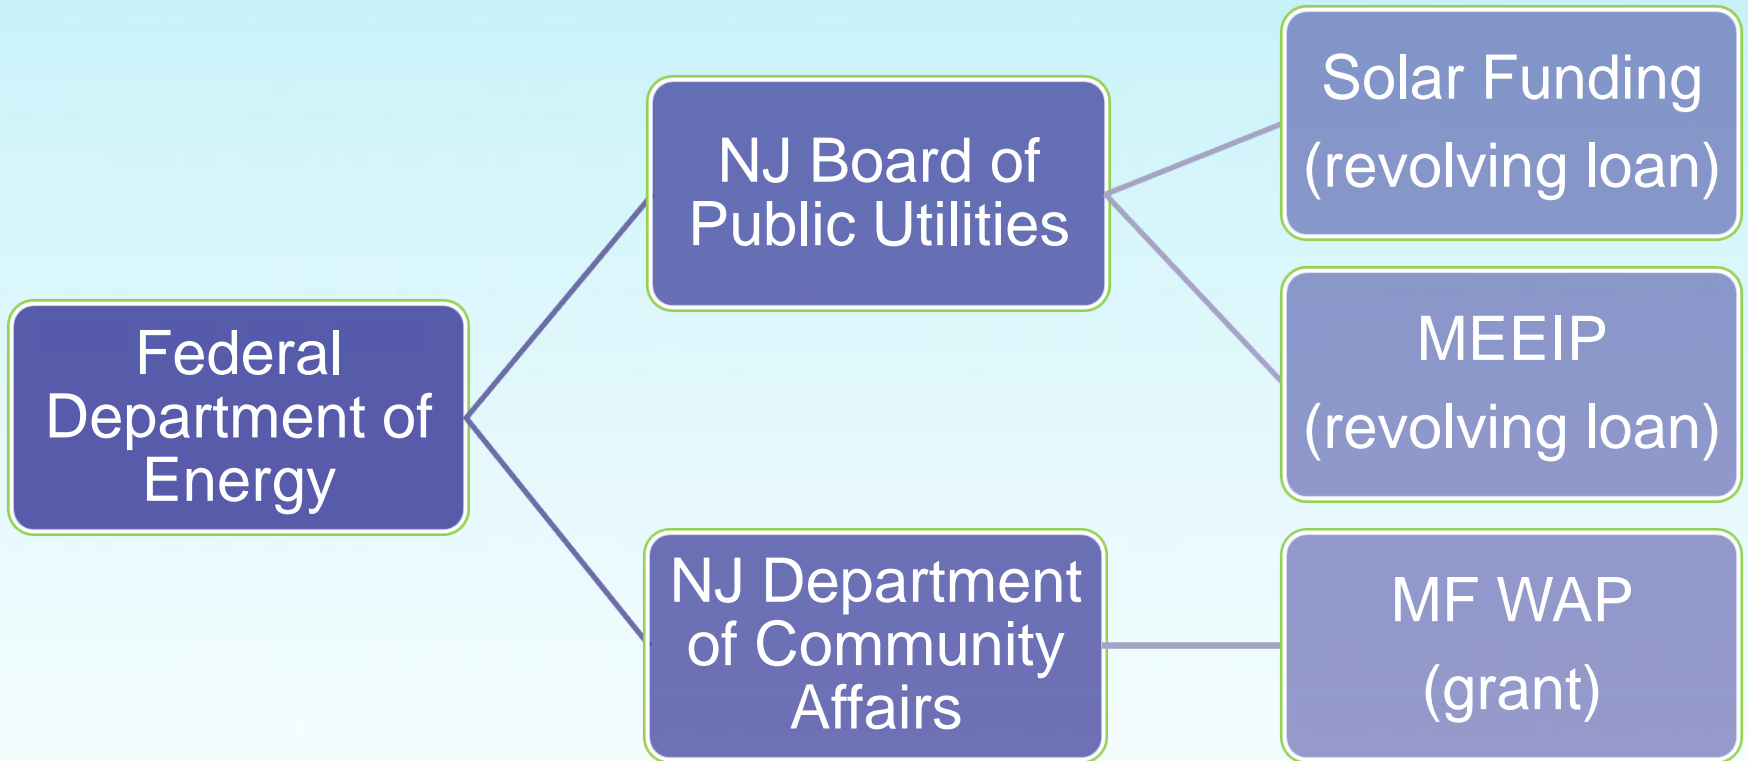 Federal
Department of
Energy
NJ Board of
Public Utilities
NJ Department
of Community
Affairs
Solar Funding
(revolving loan)
MEEIP
(revolving loan)
MF WAP
(grant)